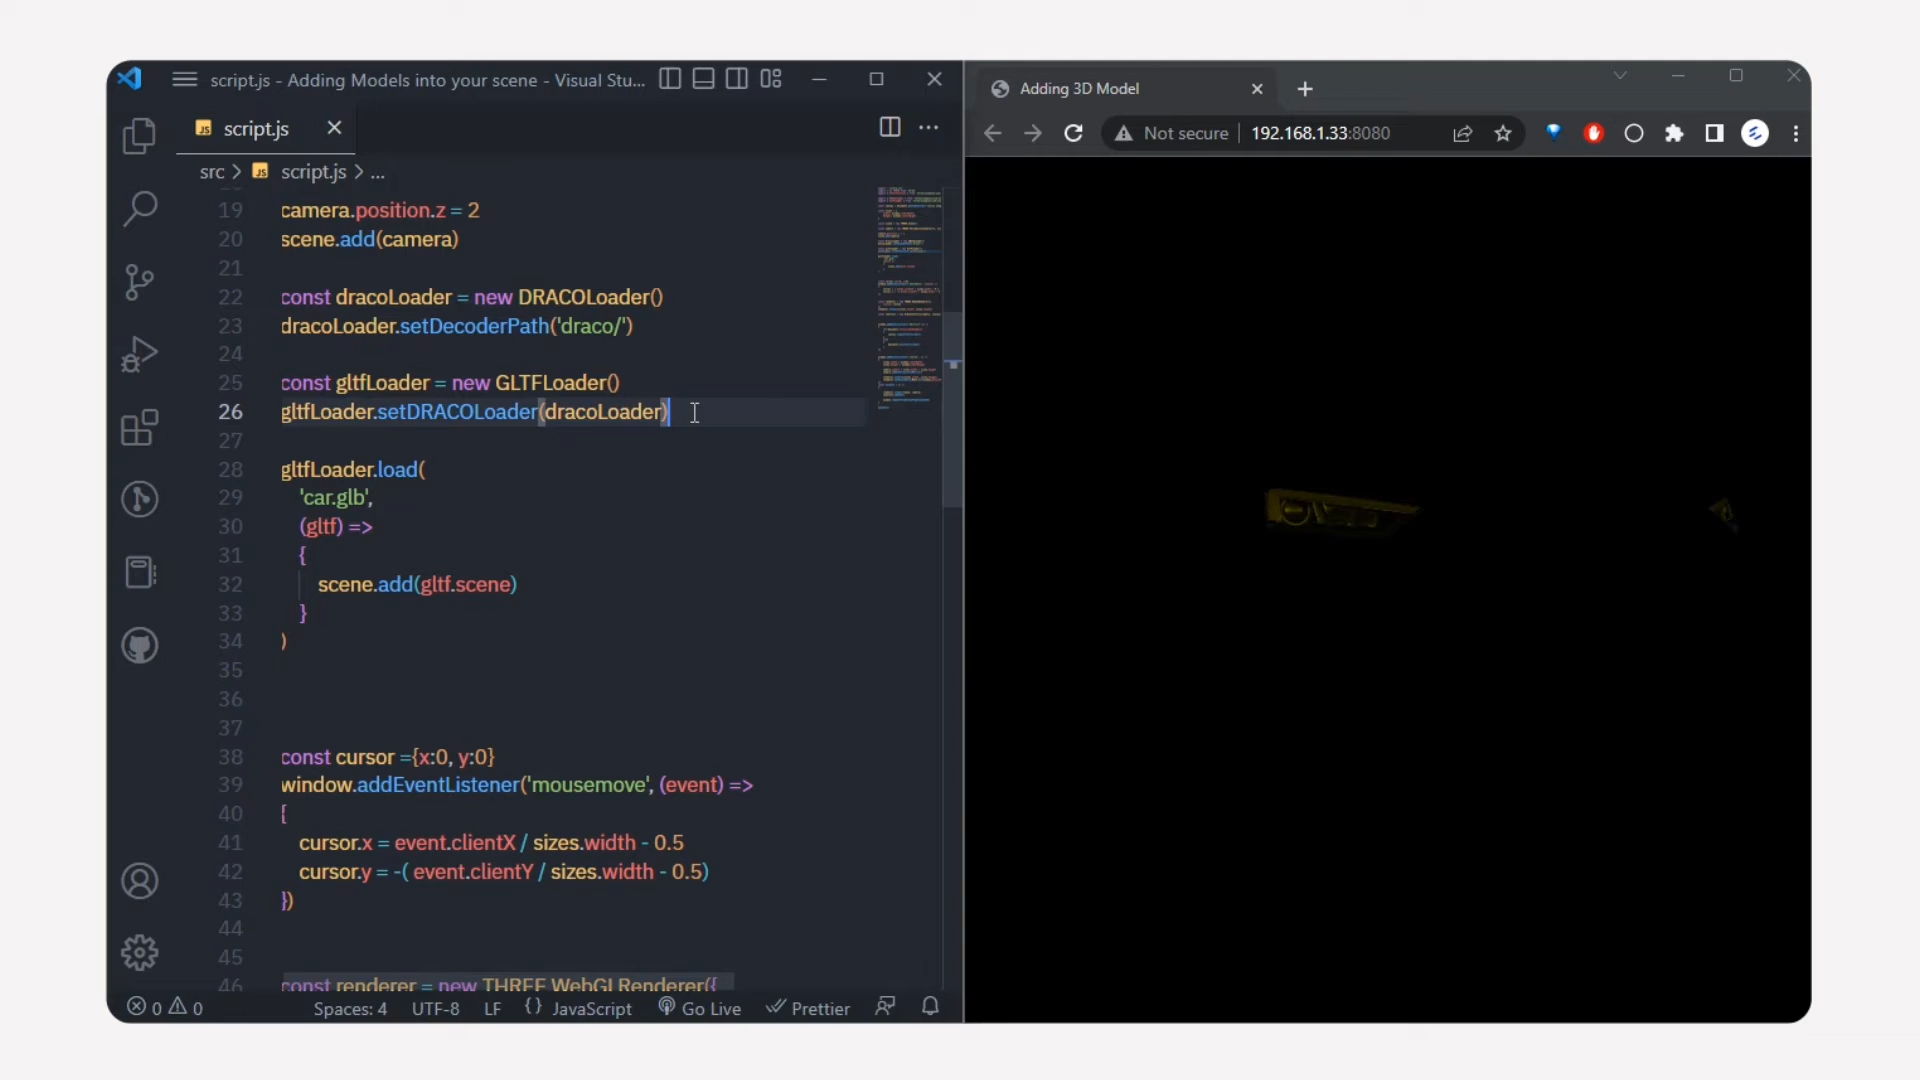 script.js - Adding Models into your scene - Visual Stu...
script.js
src > script.js > ...
19 camera.position.z = 2
20 scene.add(camera)
21
22 const dracoLoader = new DRACOLoader()
23 dracoLoader.setDecoderPath('draco/')
24
25 const gltfLoader = new GLTFLoader()
26 gltfLoader.setDRACOLoader(dracoLoader)
27
28 gltfLoader.load(
29 'car.glb',
30 (gltf) =>
31 {
32 scene.add(gltf.scene)
33 }
34 )
35
36
37
38 const cursor ={x:0, y:0}
39 window.addEventListener('mousemove', (event) =>
40 {
41 cursor.x = event.clientX / sizes.width - 0.5
42 cursor.y = -( event.clientY / sizes.width - 0.5)
43 })
44
45
46 const renderer = new THREE.WebGLRenderer({
0 0 Spaces: 4 UTF-8 LF {} JavaScript Go Live Prettier
Adding 3D Model
Not secure 192.168.1.33:8080